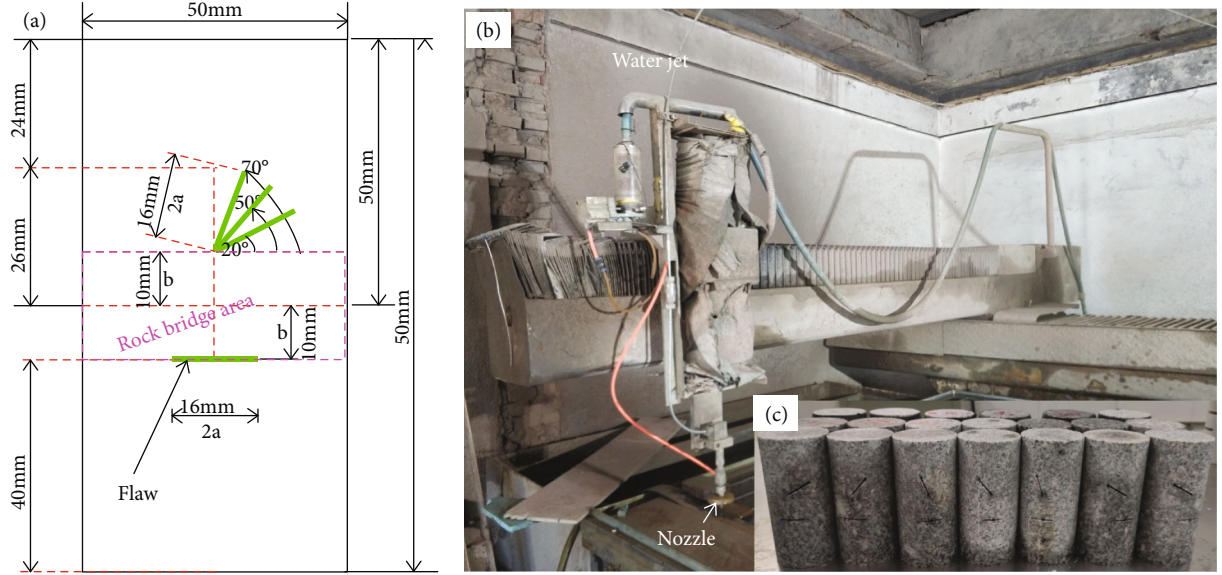 (a)
50mm
24mm
26mm
40mm
16mm
2a
70°
50°
20°
10mm
b
Rock bridge area
b
10mm
16mm
2a
Flaw
50mm
50mm
(b)
Water jet
Nozzle
(c)